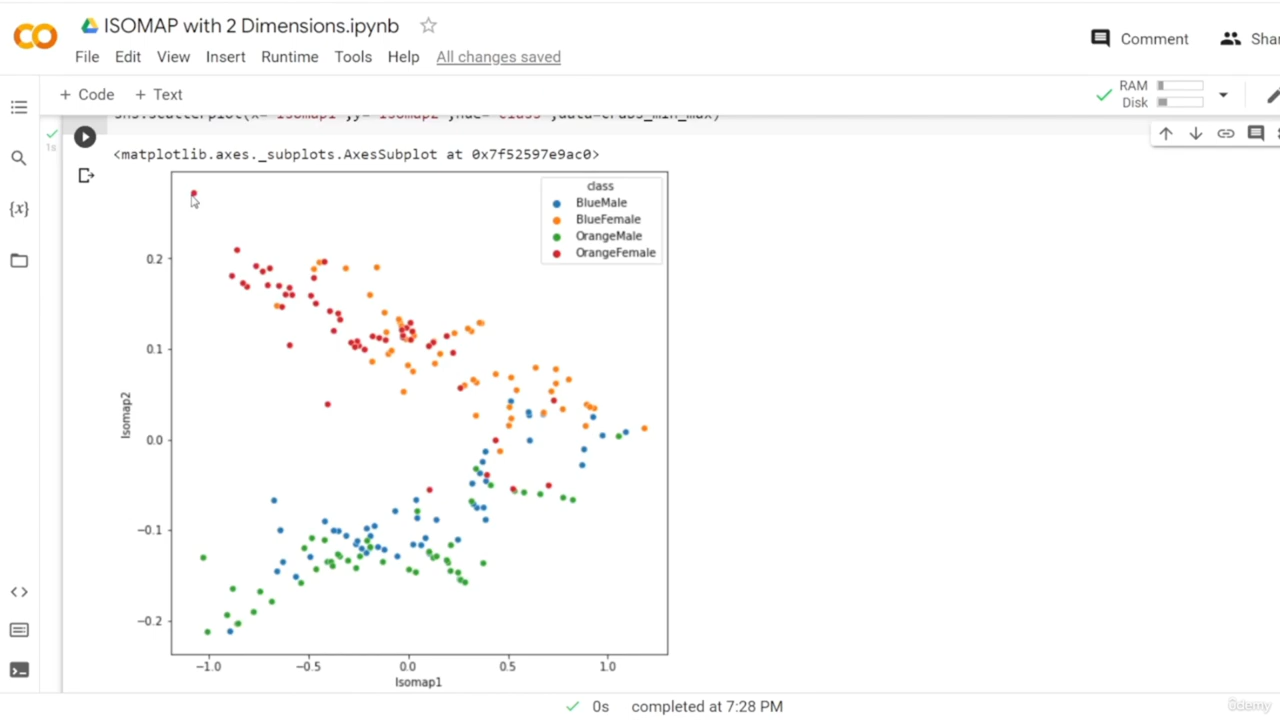 ISOMAP with 2 Dimensions.ipynb
Comment
File Edit View Insert Runtime Tools Help All changes saved
+ Code + Text
RAM
Disk
1s
<matplotlib.axes._subplots.AxesSubplot at 0x7f52597e9ac0>
{x}
class
BlueMale
BlueFemale
OrangeMale
OrangeFemale
0.2
0.1
0.0
−0.1
−0.2
Isomap2
−1.0 −0.5 0.0 0.5 1.0
Isomap1
0s completed at 7:28 PM